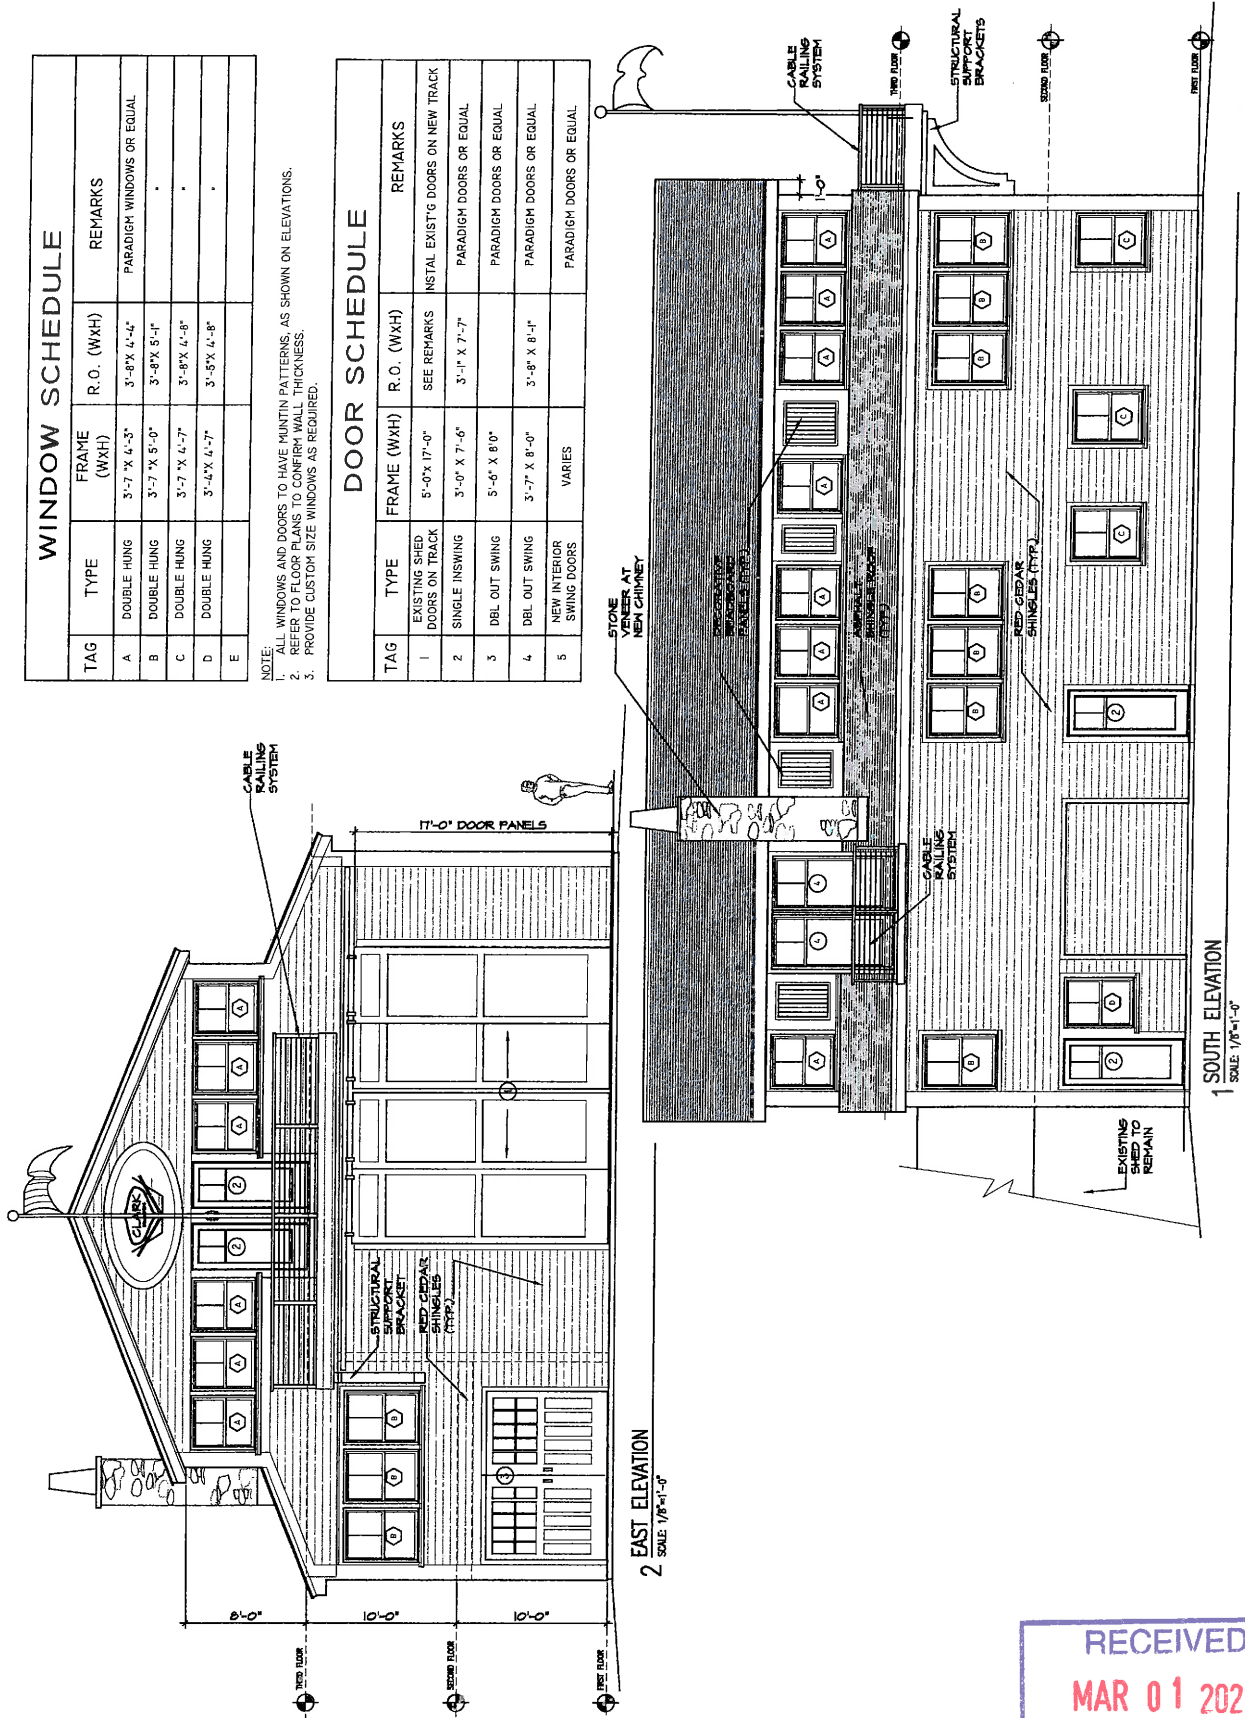 WINDOW SCHEDULE
TAG TYPE FRAME (WXH) R.O. (WXH) REMARKS
A DOUBLE HUNG 3'-7 "X 4'-3" 3'-8"X 4'-4" PARADIGM WINDOWS OR EQUAL
B DOUBLE HUNG 3'-7 "X 5'-0" 3'-8"X 5'-1" "
C DOUBLE HUNG 3'-7 "X 4'-7" 3'-8"X 4'-8" "
D DOUBLE HUNG 3'-4"X 4'-7" 3'-5"X 4'-8" "
E
NOTE:
1. ALL WINDOWS AND DOORS TO HAVE MUNTIN PATTERNS, AS SHOWN ON ELEVATIONS.
2. REFER TO FLOOR PLANS TO CONFIRM WALL THICKNESS.
3. PROVIDE CUSTOM SIZE WINDOWS AS REQUIRED.
DOOR SCHEDULE
TAG TYPE FRAME (WXH) R.O. (WXH) REMARKS
1 EXISTING SHED DOORS ON TRACK 5'-0"X 17'-0" SEE REMARKS INSTAL EXIST'G DOORS ON NEW TRACK
2 SINGLE INSWING 3'-0" X 7'-6" 3'-1" X 7'-7" PARADIGM DOORS OR EQUAL
3 DBL OUT SWING 5'-6" X 8'0" PARADIGM DOORS OR EQUAL
4 DBL OUT SWING 3'-7" X 8'-0" 3'-8" X 8'-1" PARADIGM DOORS OR EQUAL
5 NEW INTERIOR SWING DOORS VARIES PARADIGM DOORS OR EQUAL
CABLE
RAILING
SYSTEM
17'-0" DOOR PANELS
CLARK
A A A 2 2 A A A
1
STRUCTURAL
SUPPORT
BRACKET
RED CEDAR
SHINGLES
(TYP.)
B B B
3
8'-0"
10'-0"
10'-0"
THIRD FLOOR
SECOND FLOOR
FIRST FLOOR
2 EAST ELEVATION
SCALE: 1/8"=1'-0"
STONE
VENEER AT
NEW CHIMNEY
DECORATIVE
BEADBOARD
PANELS (TYP.)
ASPHALT
SHINGLE ROOF
(TYP.)
CABLE
RAILING
SYSTEM
STRUCTURAL
SUPPORT
BRACKETS
1'-0"
THIRD FLOOR
SECOND FLOOR
FIRST FLOOR
A 4 4 A A A A A A A
CABLE
RAILING
SYSTEM
RED CEDAR
SHINGLES (TYP.)
B B B B B B B
2 D 2 C C C
EXISTING
SHED TO
REMAIN
1 SOUTH ELEVATION
SCALE: 1/8"=1'-0"
RECEIVED
MAR 01 202